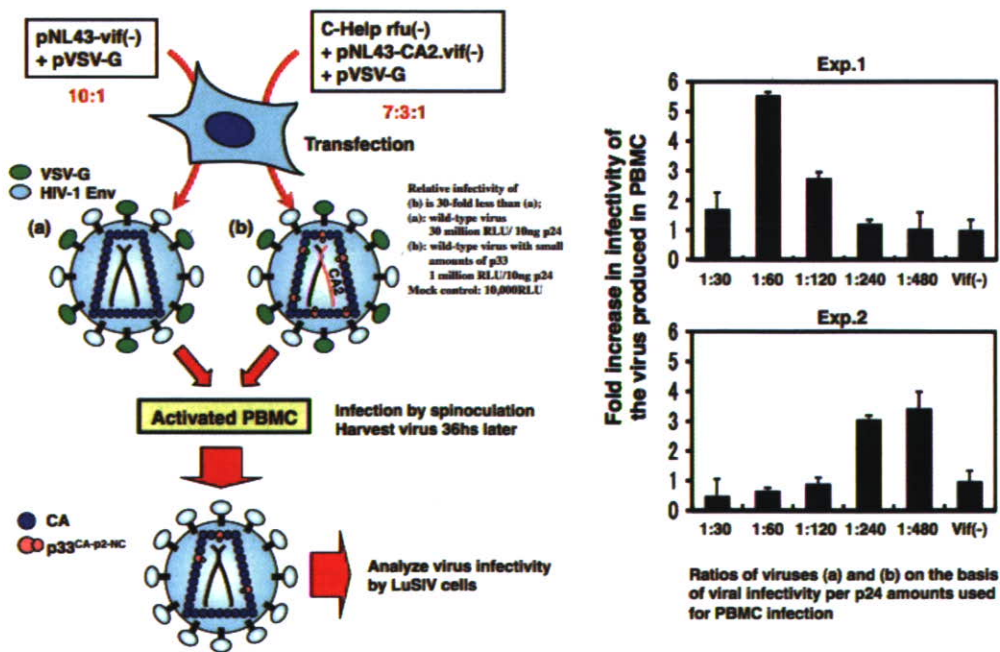 pNL43-vif(-)
+ pVSV-G
10:1
C-Help rfu(-)
+ pNL43-CA2.vif(-)
+ pVSV-G
7:3:1
Transfection
VSV-G
HIV-1 Env
(a)
(b)
CA2
Relative infectivity of
(b) is 30-fold less than (a);
(a): wild-type virus
30 million RLU/ 10ng p24
(b): wild-type virus with small
amounts of p33
1 million RLU/10ng p24
Mock control: 10,000RLU
Activated PBMC
Infection by spinoculation
Harvest virus 36hs later
CA
p33CA-p2-NC
Analyze virus infectivity
by LuSIV cells
Fold increase in infectivity of
the virus produced in PBMC
Exp.1
6
5
4
3
2
1
0
1:30 1:60 1:120 1:240 1:480 Vif(-)
Exp.2
6
5
4
3
2
1
0
1:30 1:60 1:120 1:240 1:480 Vif(-)
Ratios of viruses (a) and (b) on the basis
of viral infectivity per p24 amounts used
for PBMC infection